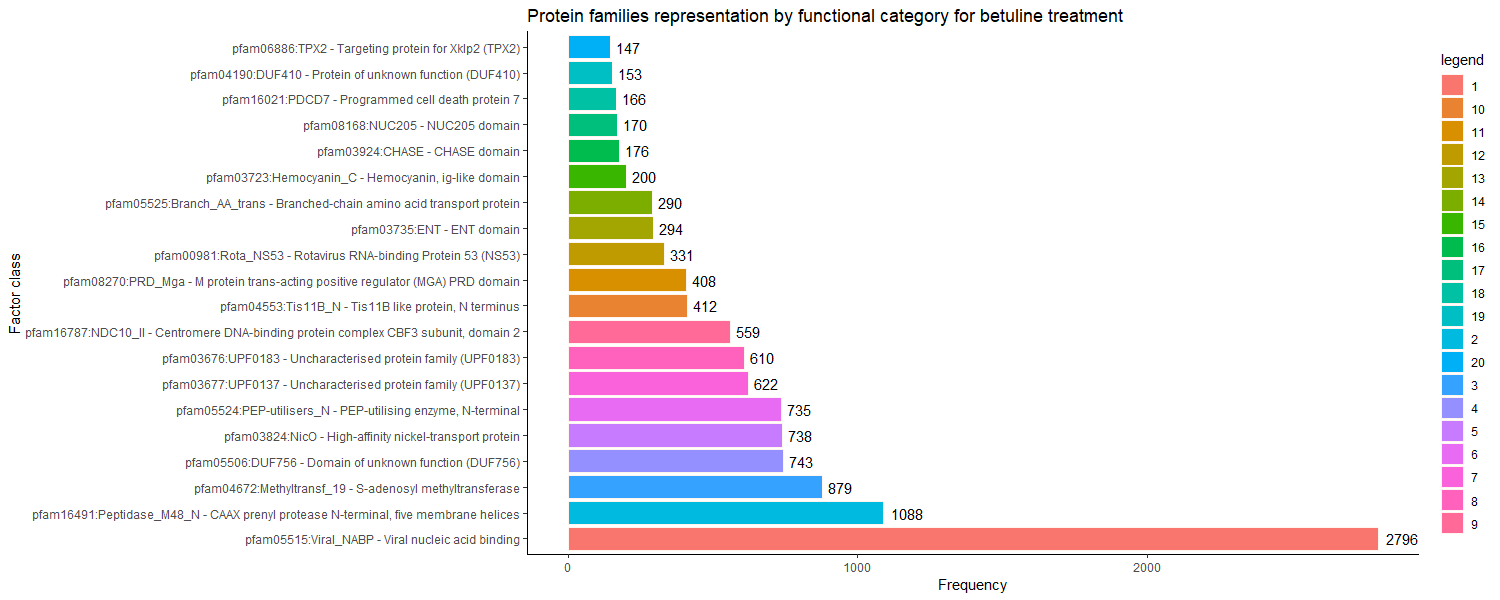 Protein families representation by functional category for betuline treatment
pfam06886:TPX2 - Targeting protein for Xklp2 (TPX2) 147
pfam04190:DUF410 - Protein of unknown function (DUF410) 153
pfam16021:PDCD7 - Programmed cell death protein 7 166
pfam08168:NUC205 - NUC205 domain 170
pfam03924:CHASE - CHASE domain 176
pfam03723:Hemocyanin_C - Hemocyanin, ig-like domain 200
pfam05525:Branch_AA_trans - Branched-chain amino acid transport protein 290
pfam03735:ENT - ENT domain 294
pfam00981:Rota_NS53 - Rotavirus RNA-binding Protein 53 (NS53) 331
pfam08270:PRD_Mga - M protein trans-acting positive regulator (MGA) PRD domain 408
pfam04553:Tis11B_N - Tis11B like protein, N terminus 412
pfam16787:NDC10_II - Centromere DNA-binding protein complex CBF3 subunit, domain 2 559
pfam03676:UPF0183 - Uncharacterised protein family (UPF0183) 610
pfam03677:UPF0137 - Uncharacterised protein family (UPF0137) 622
pfam05524:PEP-utilisers_N - PEP-utilising enzyme, N-terminal 735
pfam03824:NicO - High-affinity nickel-transport protein 738
pfam05506:DUF756 - Domain of unknown function (DUF756) 743
pfam04672:Methyltransf_19 - S-adenosyl methyltransferase 879
pfam16491:Peptidase_M48_N - CAAX prenyl protease N-terminal, five membrane helices 1088
pfam05515:Viral_NABP - Viral nucleic acid binding 2796
Factor class
0 1000 2000
Frequency
legend
1
10
11
12
13
14
15
16
17
18
19
2
20
3
4
5
6
7
8
9